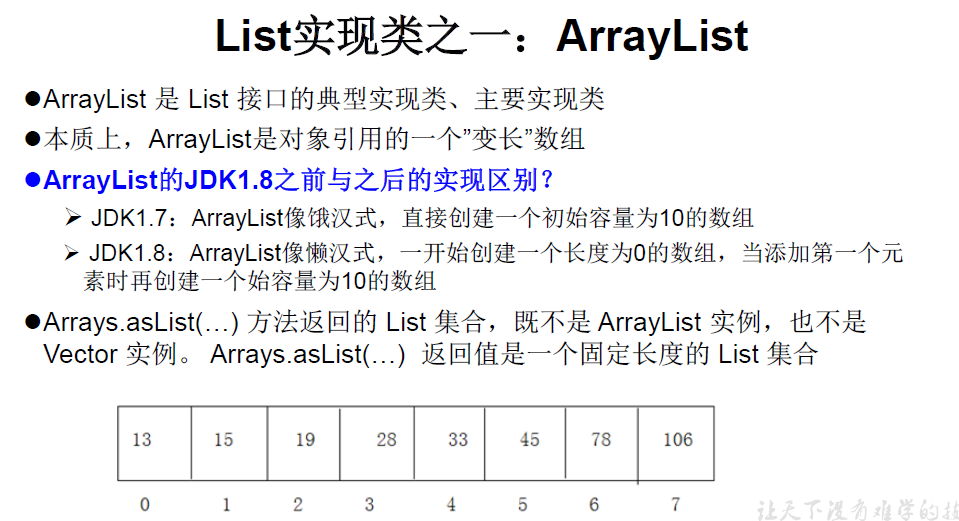 List实现类之一：ArrayList
●ArrayList 是 List 接口的典型实现类、主要实现类
●本质上，ArrayList是对象引用的一个”变长”数组
●ArrayList的JDK1.8之前与之后的实现区别？
➢ JDK1.7：ArrayList像饿汉式，直接创建一个初始容量为10的数组
➢ JDK1.8：ArrayList像懒汉式，一开始创建一个长度为0的数组，当添加第一个元
素时再创建一个始容量为10的数组
●Arrays.asList(…) 方法返回的 List 集合，既不是 ArrayList 实例，也不是
Vector 实例。 Arrays.asList(…) 返回值是一个固定长度的 List 集合
13 15 19 28 33 45 78 106
0 1 2 3 4 5 6 7
让天下没有难学的技